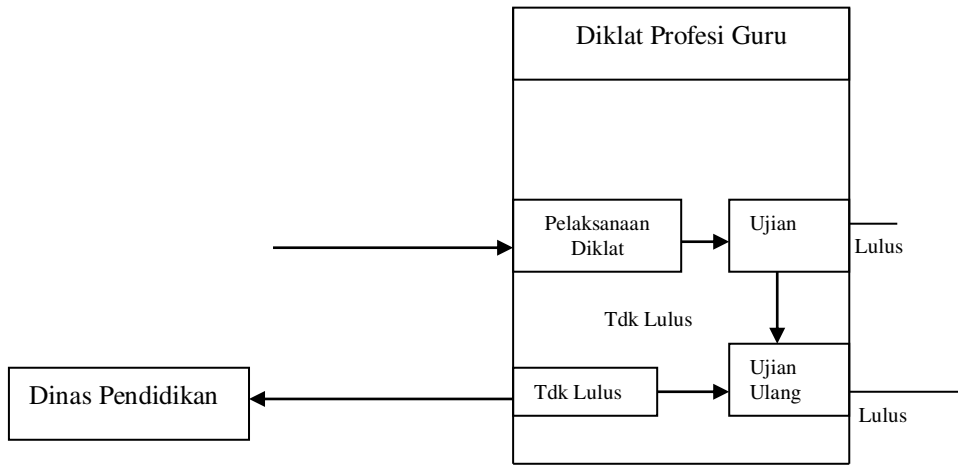 Diklat Profesi Guru
Pelaksanaan
Diklat
Ujian
Lulus
Tdk Lulus
Ujian
Ulang
Dinas Pendidikan
Tdk Lulus
Lulus